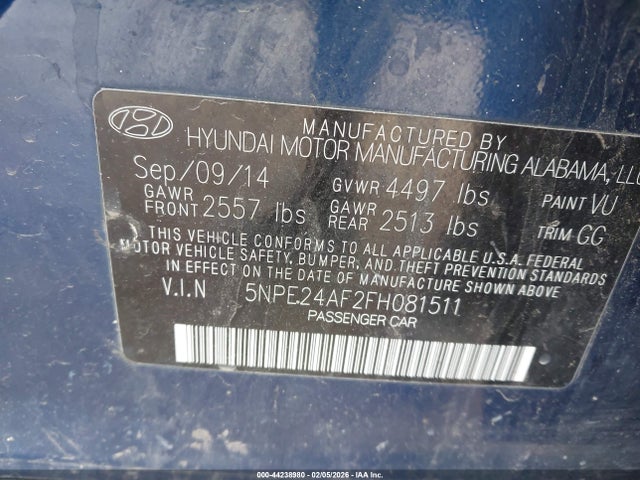 MANUFACTURED BY
HYUNDAI MOTOR MANUFACTURING ALABAMA, LLC
Sep/09/14 GVWR 4497 lbs PAINT VU
GAWR FRONT 2557 lbs GAWR REAR 2513 lbs TRIM GG
THIS VEHICLE CONFORMS TO ALL APPLICABLE U.S.A. FEDERAL
MOTOR VEHICLE SAFETY, BUMPER, AND THEFT PREVENTION STANDARDS
IN EFFECT ON THE DATE OF MANUFACTURE SHOWN ABOVE.
V.I.N 5NPE24AF2FH081511
PASSENGER CAR
000-44238980 - 02/05/2026 - IAA Inc.